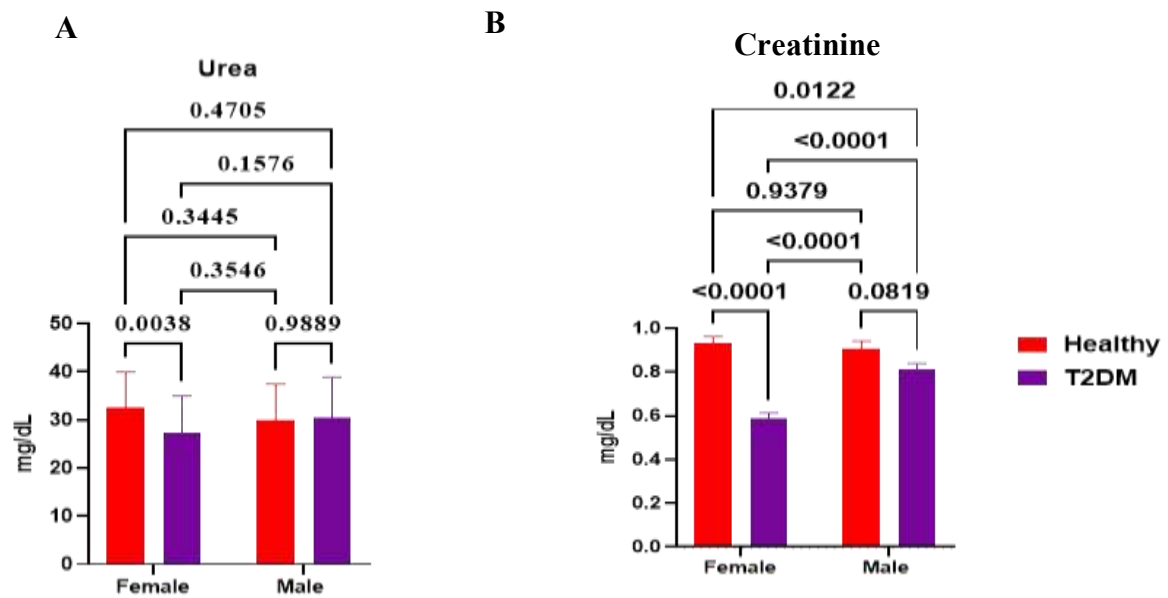 A
Urea
0.4705
0.1576
0.3445
0.3546
0.0038 0.9889
50
40
30
20
10
0
mg/dL
Female Male
B
Creatinine
0.0122
<0.0001
0.9379
<0.0001
<0.0001 0.0819
1.0
0.8
0.6
0.4
0.2
0.0
mg/dL
Female Male
Healthy
T2DM